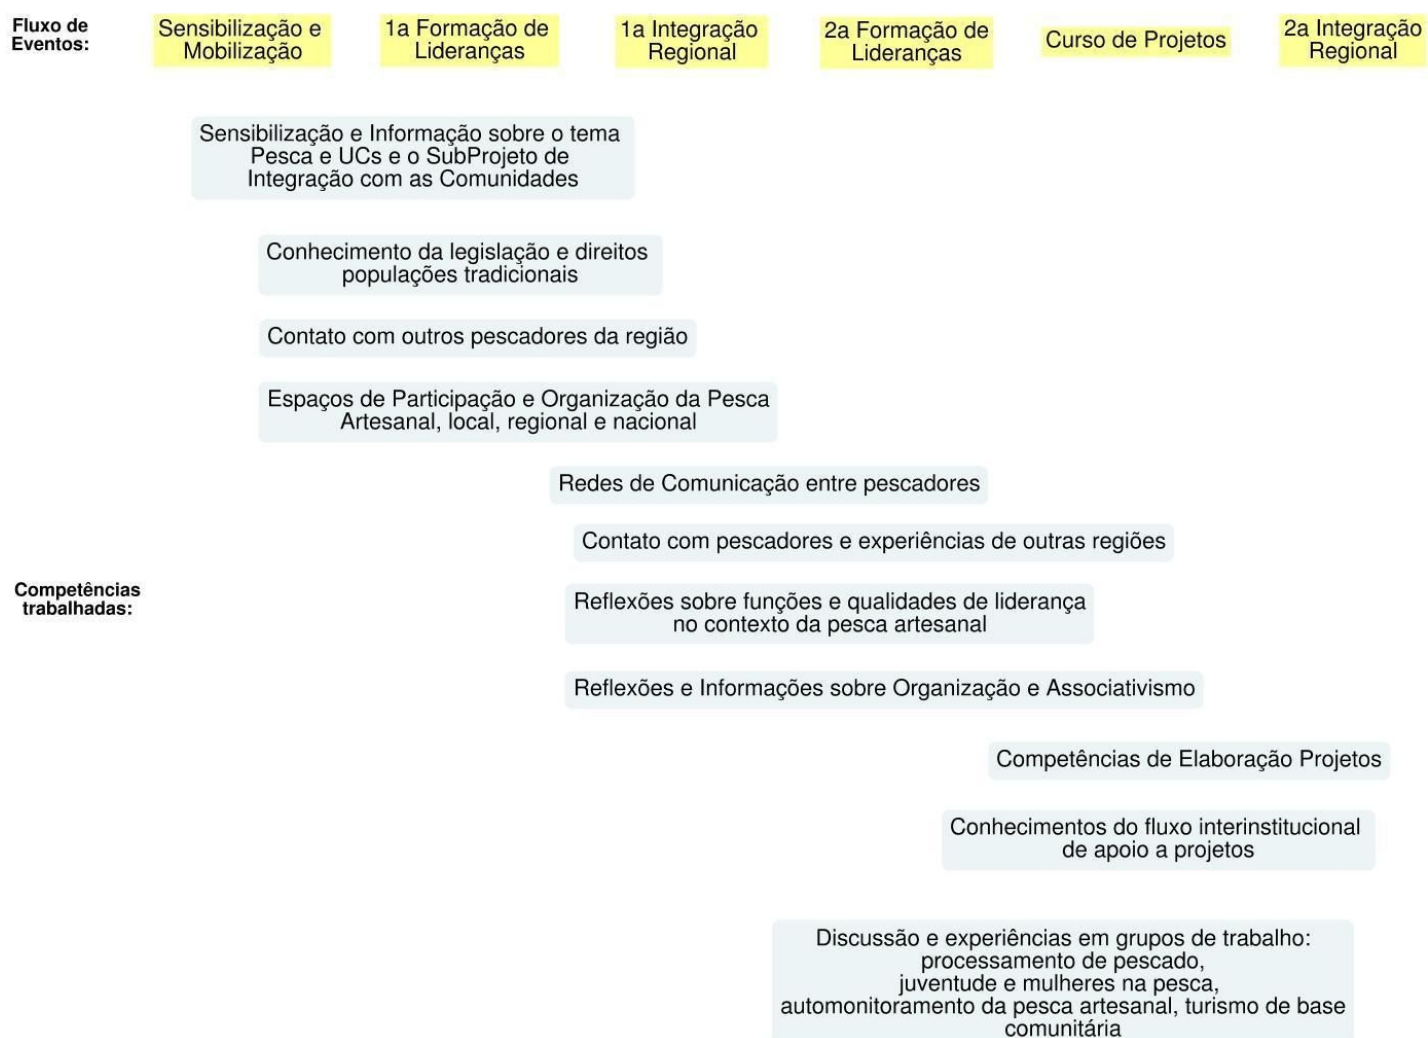 Fluxo de
Eventos:
Sensibilização e
Mobilização
1a Formação de
Lideranças
1a Integração
Regional
2a Formação de
Lideranças
Curso de Projetos
2a Integração
Regional
Sensibilização e Informação sobre o tema
Pesca e UCs e o SubProjeto de
Integração com as Comunidades
Conhecimento da legislação e direitos
populações tradicionais
Contato com outros pescadores da região
Espaços de Participação e Organização da Pesca
Artesanal, local, regional e nacional
Redes de Comunicação entre pescadores
Contato com pescadores e experiências de outras regiões
Competências
trabalhadas:
Reflexões sobre funções e qualidades de liderança
no contexto da pesca artesanal
Reflexões e Informações sobre Organização e Associativismo
Competências de Elaboração Projetos
Conhecimentos do fluxo interinstitucional
de apoio a projetos
Discussão e experiências em grupos de trabalho:
processamento de pescado,
juventude e mulheres na pesca,
automonitoramento da pesca artesanal, turismo de base
comunitária